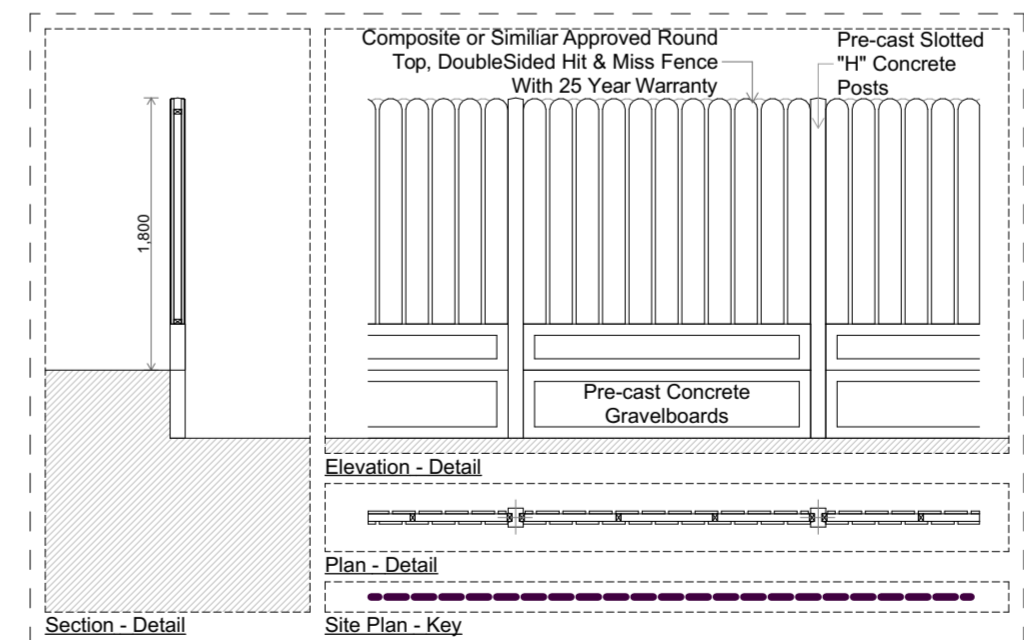 Composite or Similiar Approved Round
Top, DoubleSided Hit & Miss Fence
With 25 Year Warranty
Pre-cast Slotted
"H" Concrete
Posts
1,800
Pre-cast Concrete
Gravelboards
Elevation - Detail
Plan - Detail
Section - Detail
Site Plan - Key